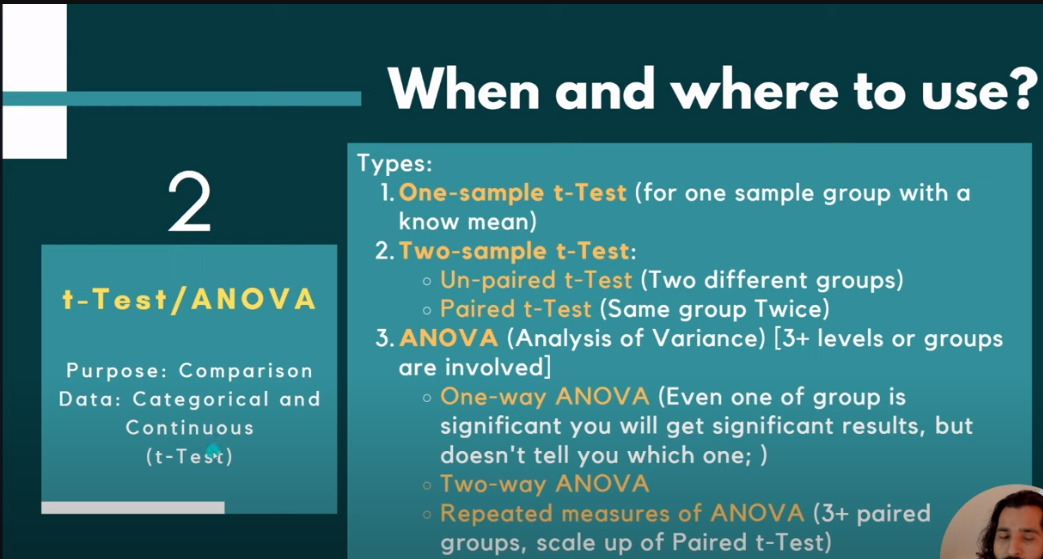 When and where to use?
2
t-Test/ANOVA
Purpose: Comparison
Data: Categorical and
Continuous
(t-Test)
Types:
1. One-sample t-Test (for one sample group with a
know mean)
2. Two-sample t-Test:
◦ Un-paired t-Test (Two different groups)
◦ Paired t-Test (Same group Twice)
3. ANOVA (Analysis of Variance) [3+ levels or groups
are involved]
◦ One-way ANOVA (Even one of group is
significant you will get significant results, but
doesn't tell you which one; )
◦ Two-way ANOVA
◦ Repeated measures of ANOVA (3+ paired
groups, scale up of Paired t-Test)